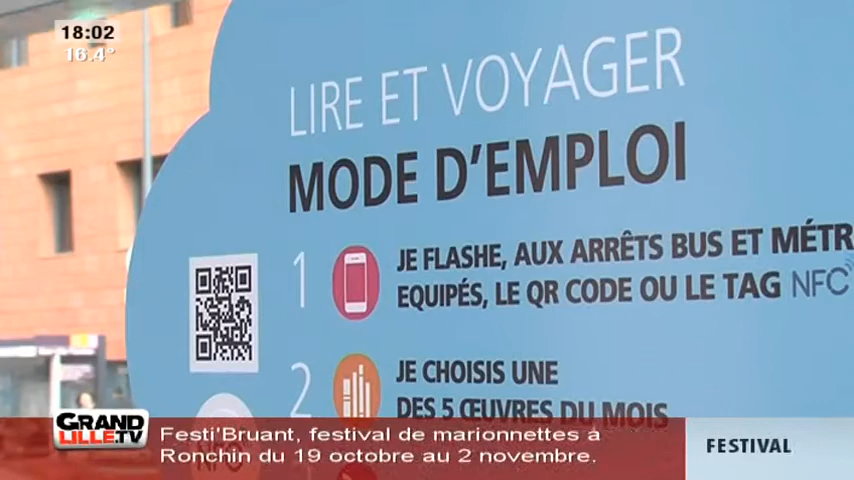 18:02
16.4°
LIRE ET VOYAGER
MODE D'EMPLOI
1 JE FLASHE, AUX ARRÊTS BUS ET MÉTR
EQUIPÉS, LE QR CODE OU LE TAG NFC
2 JE CHOISIS UNE
DES 5 ŒUVRES DU MOIS
NFC
GRAND
LILLE.TV
Festi'Bruant, festival de marionnettes à
Ronchin du 19 octobre au 2 novembre.
FESTIVAL